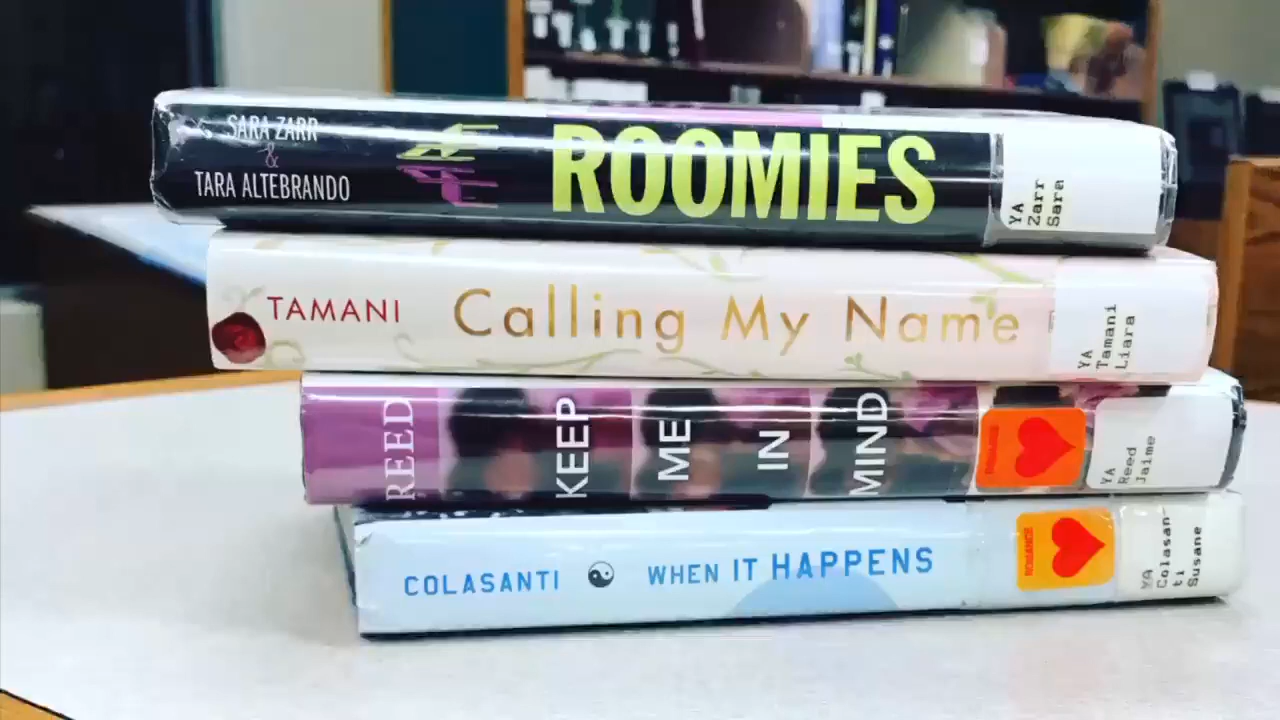 SARA ZARR
&
TARA ALTEBRANDO
ROOMIES
YA
Zarr
Sara
TAMANI
Calling My Name
YA
Tamani
Liara
REED
KEEP
ME
IN
MIND
ROMANCE
YA
Reed
Jaime
COLASANTI
WHEN IT HAPPENS
ROMANCE
YA
Colasan-
ti
Susane